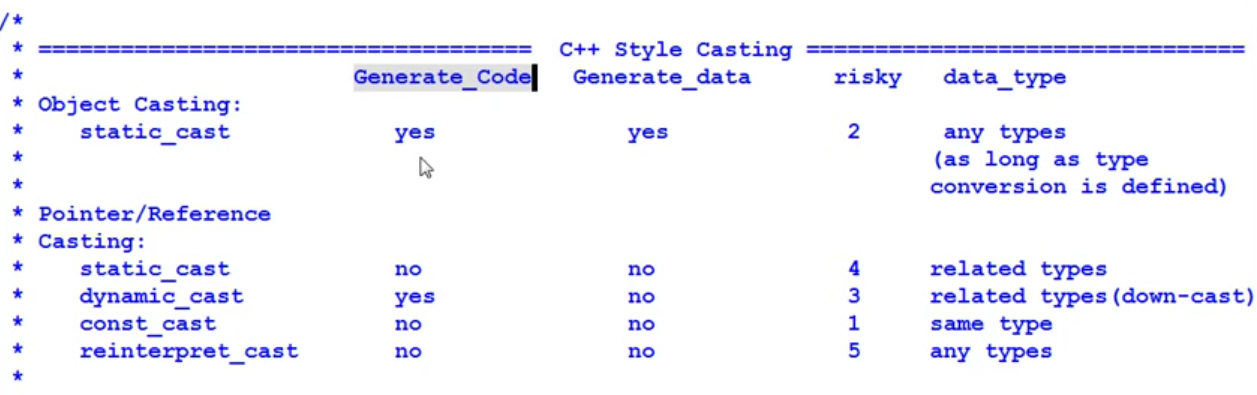 /*
* ==================================== C++ Style Casting ================================
* Generate_Code Generate_data risky data_type
* Object Casting:
* static_cast yes yes 2 any types
* (as long as type
* conversion is defined)
* Pointer/Reference
* Casting:
* static_cast no no 4 related types
* dynamic_cast yes no 3 related types(down-cast)
* const_cast no no 1 same type
* reinterpret_cast no no 5 any types
*